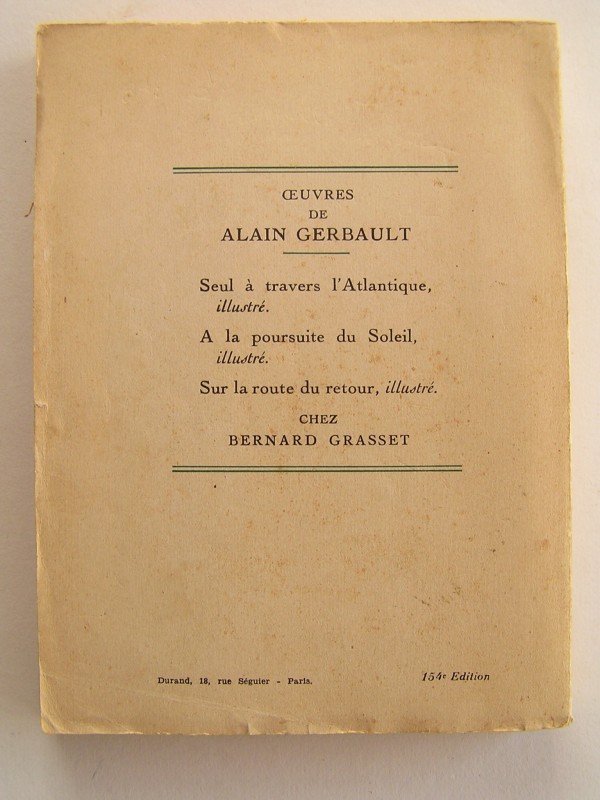 ŒUVRES
DE
ALAIN GERBAULT
Seul à travers l'Atlantique,
illustré.
A la poursuite du Soleil,
illustré.
Sur la route du retour, illustré.
CHEZ
BERNARD GRASSET
Durand, 18, rue Séguier - Paris.
154e Edition